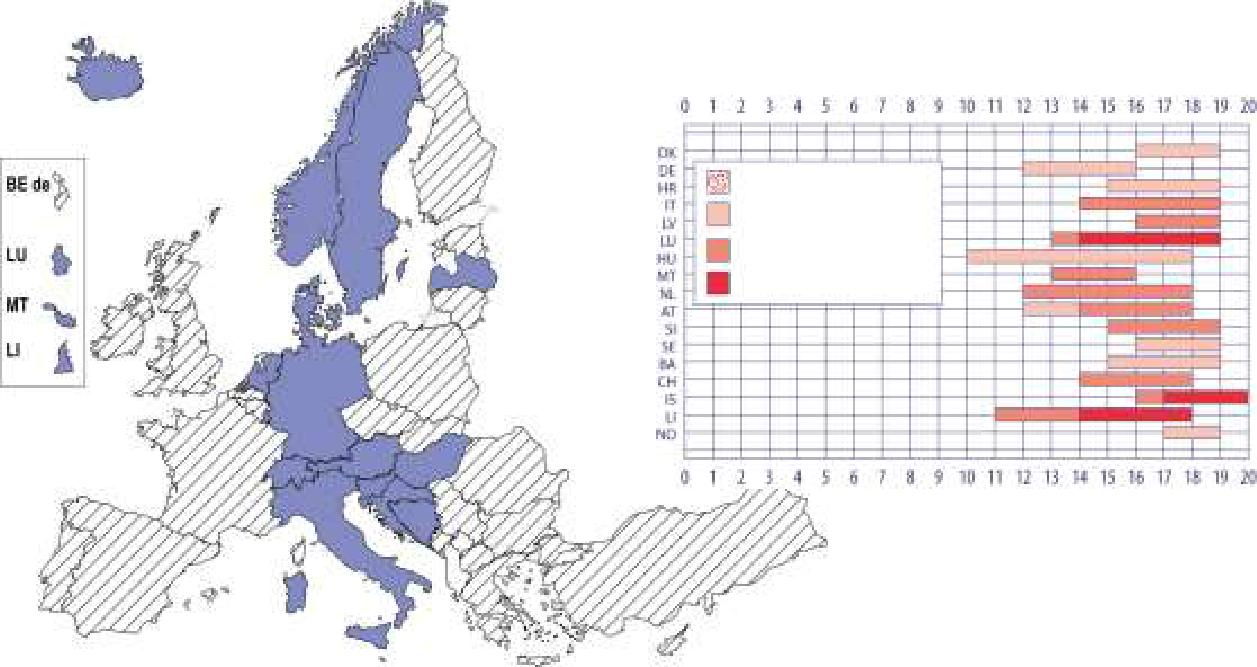 BE de
LU
MT
LI
0 1 2 3 4 5 6 7 8 9 10 11 12 13 14 15 16 17 18 19 20
DK
DE
HR
IT
LV
LU
HU
MT
NL
AT
SI
SE
BA
CH
IS
LI
NO
0 1 2 3 4 5 6 7 8 9 10 11 12 13 14 15 16 17 18 19 20